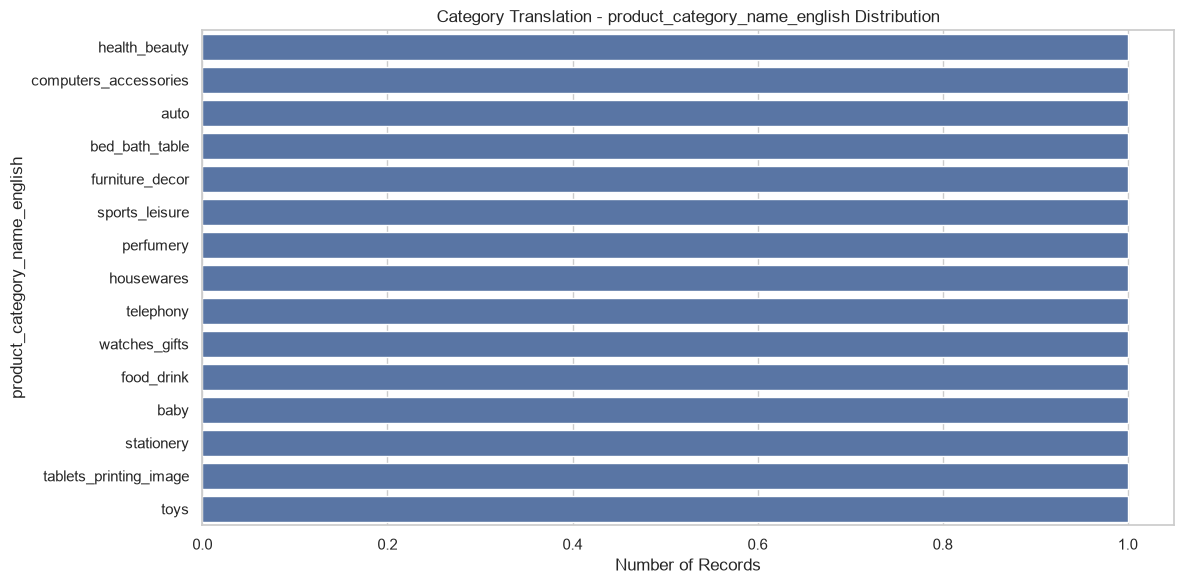 Category Translation - product_category_name_english Distribution
product_category_name_english
health_beauty
computers_accessories
auto
bed_bath_table
furniture_decor
sports_leisure
perfumery
housewares
telephony
watches_gifts
food_drink
baby
stationery
tablets_printing_image
toys
0.0 0.2 0.4 0.6 0.8 1.0
Number of Records